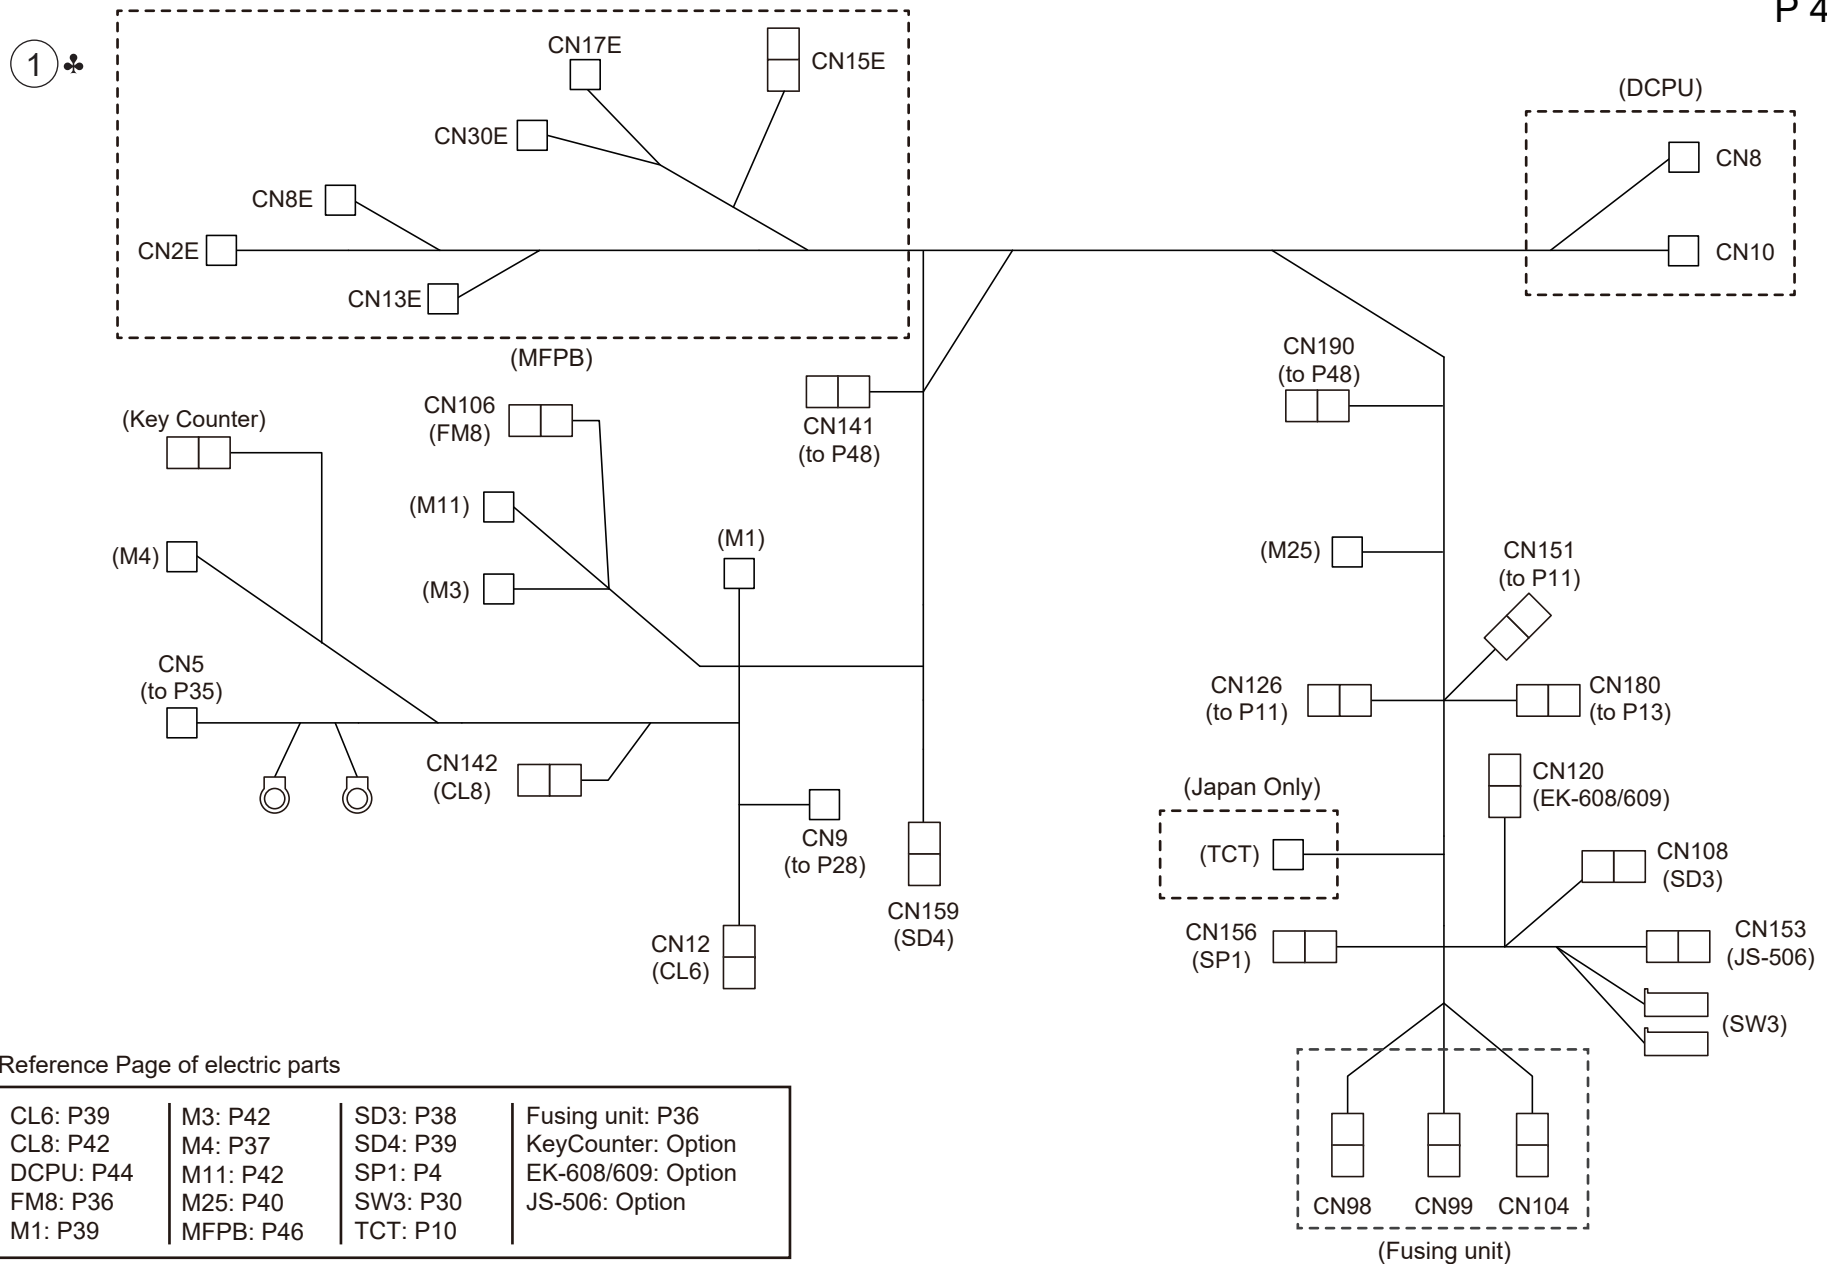 P 4
1 ♣
CN17E
CN15E
CN30E
CN8E
CN2E
CN13E
(MFPB)
(DCPU)
CN8
CN10
(Key Counter)
CN106
(FM8)
CN141
(to P48)
CN190
(to P48)
(M11)
(M4)
(M3)
(M1)
(M25)
CN151
(to P11)
CN5
(to P35)
CN126
(to P11)
CN180
(to P13)
CN142
(CL8)
CN9
(to P28)
(Japan Only)
(TCT)
CN120
(EK-608/609)
CN108
(SD3)
CN159
(SD4)
CN12
(CL6)
CN156
(SP1)
CN153
(JS-506)
(SW3)
CN98
CN99
CN104
(Fusing unit)
Reference Page of electric parts
CL6: P39
CL8: P42
DCPU: P44
FM8: P36
M1: P39
M3: P42
M4: P37
M11: P42
M25: P40
MFPB: P46
SD3: P38
SD4: P39
SP1: P4
SW3: P30
TCT: P10
Fusing unit: P36
KeyCounter: Option
EK-608/609: Option
JS-506: Option